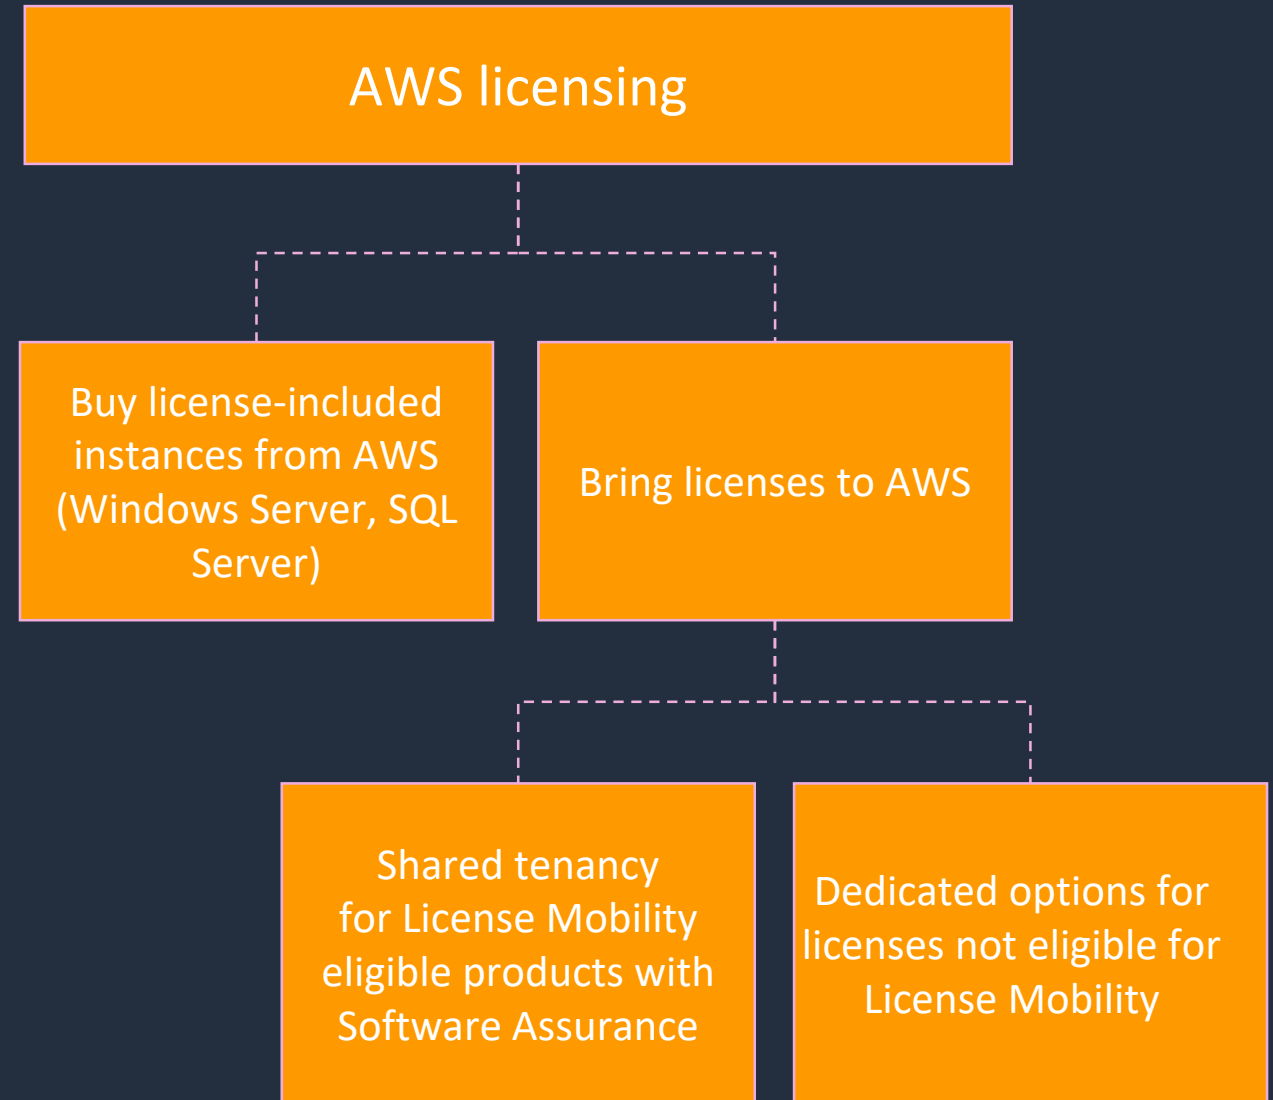 AWS licensing
Buy license-included
instances from AWS
(Windows Server, SQL
Server)
Bring licenses to AWS
Shared tenancy
for License Mobility
eligible products with
Software Assurance
Dedicated options for
licenses not eligible for
License Mobility